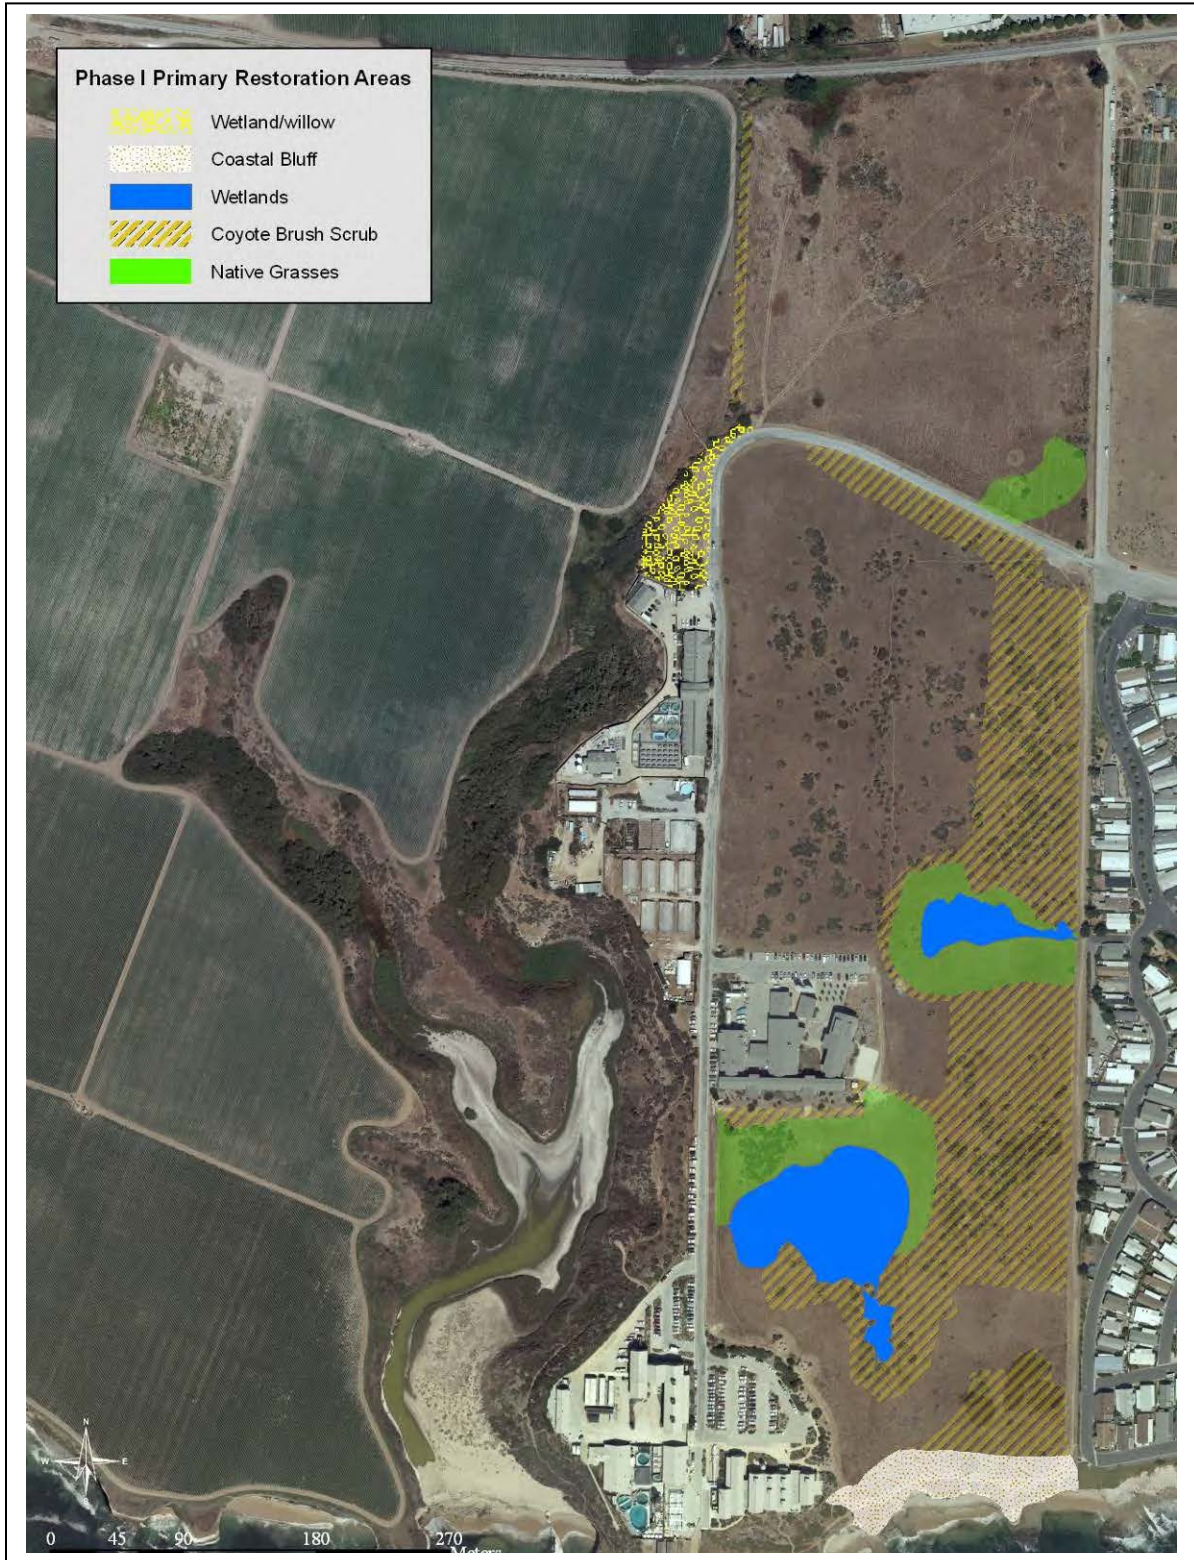 Phase I Primary Restoration Areas
Wetland/willow
Coastal Bluff
Wetlands
Coyote Brush Scrub
Native Grasses
N
W E
0 45 90 180 270
Meters